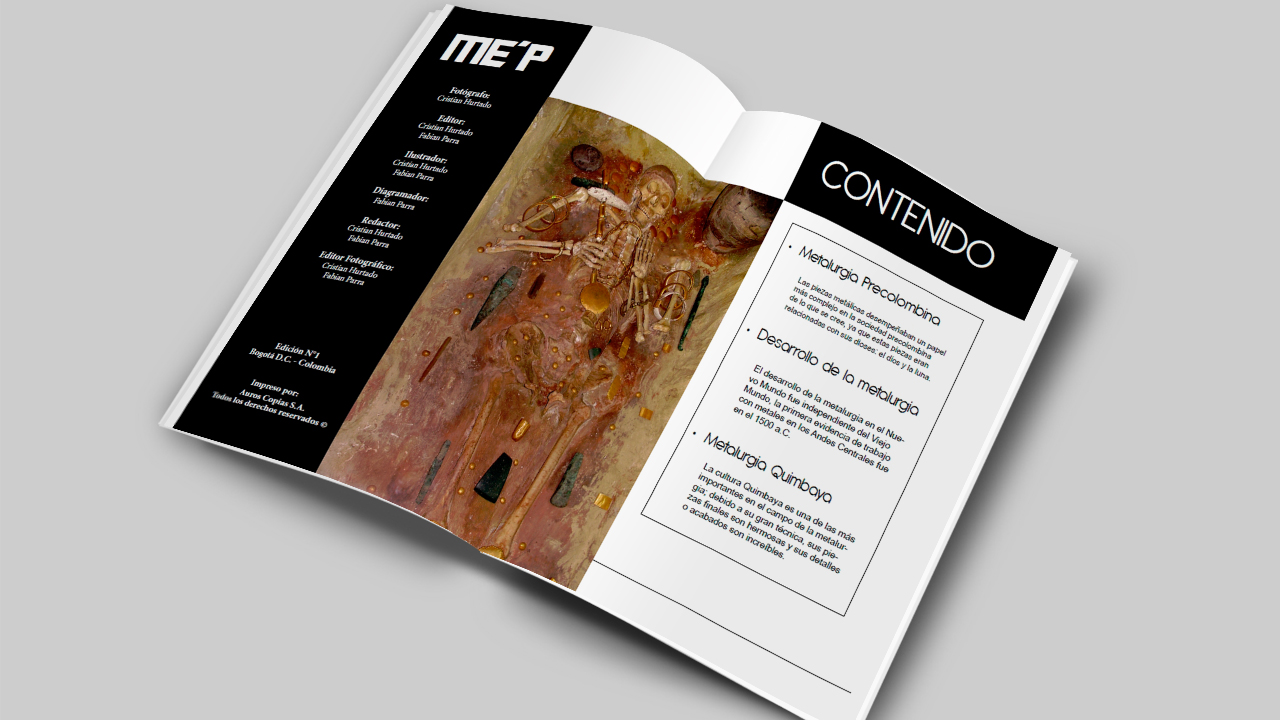 ME'P
Fotógrafo:
Cristian Hurtado
Editor:
Cristian Hurtado
Fabian Parra
Ilustrador:
Cristian Hurtado
Fabian Parra
Diagramador:
Fabian Parra
Redactor:
Cristian Hurtado
Fabian Parra
Editor Fotográfico:
Cristian Hurtado
Fabian Parra
Edición N°1
Bogotá D.C. - Colombia
Impreso por:
Auros Copias S.A.
Todos los derechos reservados ©
CONTENIDO
• Metalurgia Precolombina
Las piezas metálicas desempeñaban un papel
más complejo en la sociedad precolombina
de lo que se cree, ya que estas piezas eran
relacionadas con sus dioses: el dios y la luna.
• Desarrollo de la metalurgia
El desarrollo de la metalurgia en el Nue-
vo Mundo fue independiente del Viejo
Mundo, la primera evidencia de trabajo
con metales en los Andes Centrales fue
en el 1500 a.C.
• Metalurgia Quimbaya
La cultura Quimbaya es una de las más
importantes en el campo de la metalur-
gia; debido a su gran técnica, sus pie-
zas finales son hermosas y sus detalles
o acabados son increíbles.